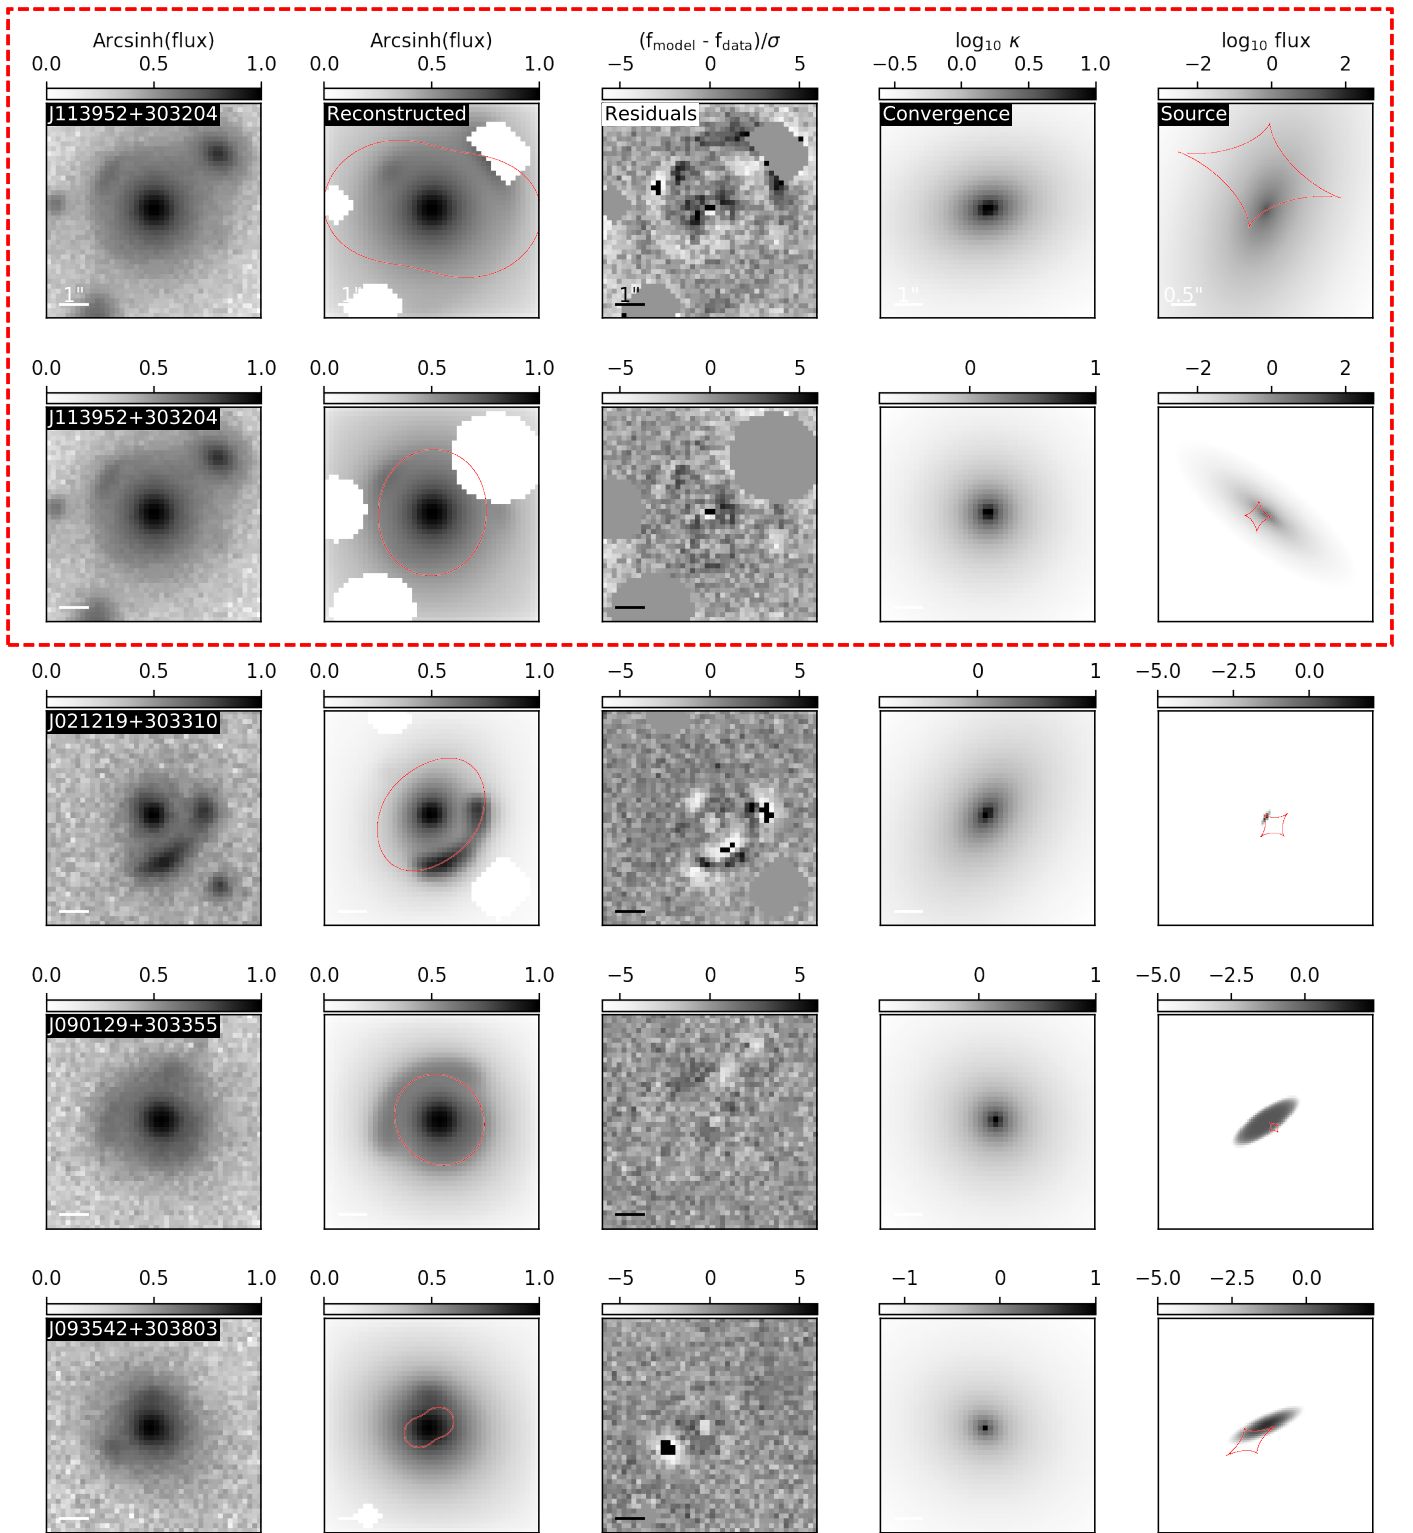 Arcsinh(flux) Arcsinh(flux) (f_model - f_data)/σ log₁₀ κ log₁₀ flux
0.0 0.5 1.0 0.0 0.5 1.0 −5 0 5 −0.5 0.0 0.5 1.0 −2 0 2
J113952+303204 Reconstructed Residuals Convergence Source
1" 1" 1" 1" 0.5"
0.0 0.5 1.0 0.0 0.5 1.0 −5 0 5 0 1 −2 0 2
J113952+303204
0.0 0.5 1.0 0.0 0.5 1.0 −5 0 5 0 1 −5.0 −2.5 0.0
J021219+303310
0.0 0.5 1.0 0.0 0.5 1.0 −5 0 5 0 1 −5.0 −2.5 0.0
J090129+303355
0.0 0.5 1.0 0.0 0.5 1.0 −5 0 5 −1 0 1 −5.0 −2.5 0.0
J093542+303803